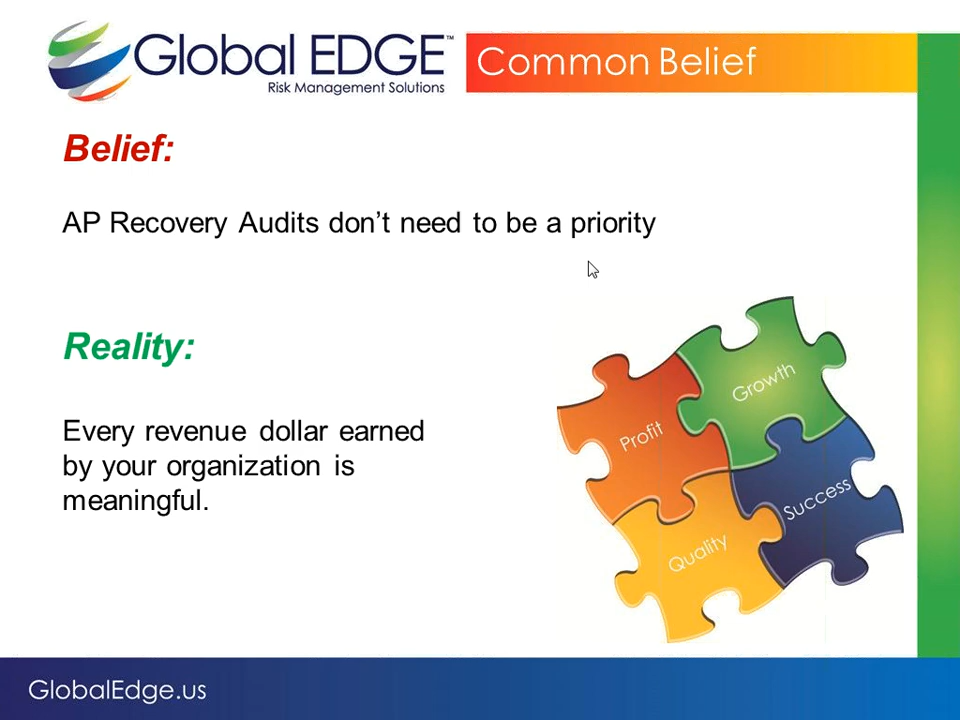 Global EDGE™
Risk Management Solutions
Common Belief
Belief:
AP Recovery Audits don’t need to be a priority
Reality:
Every revenue dollar earned
by your organization is
meaningful.
Growth
Profit
Success
Quality
GlobalEdge.us